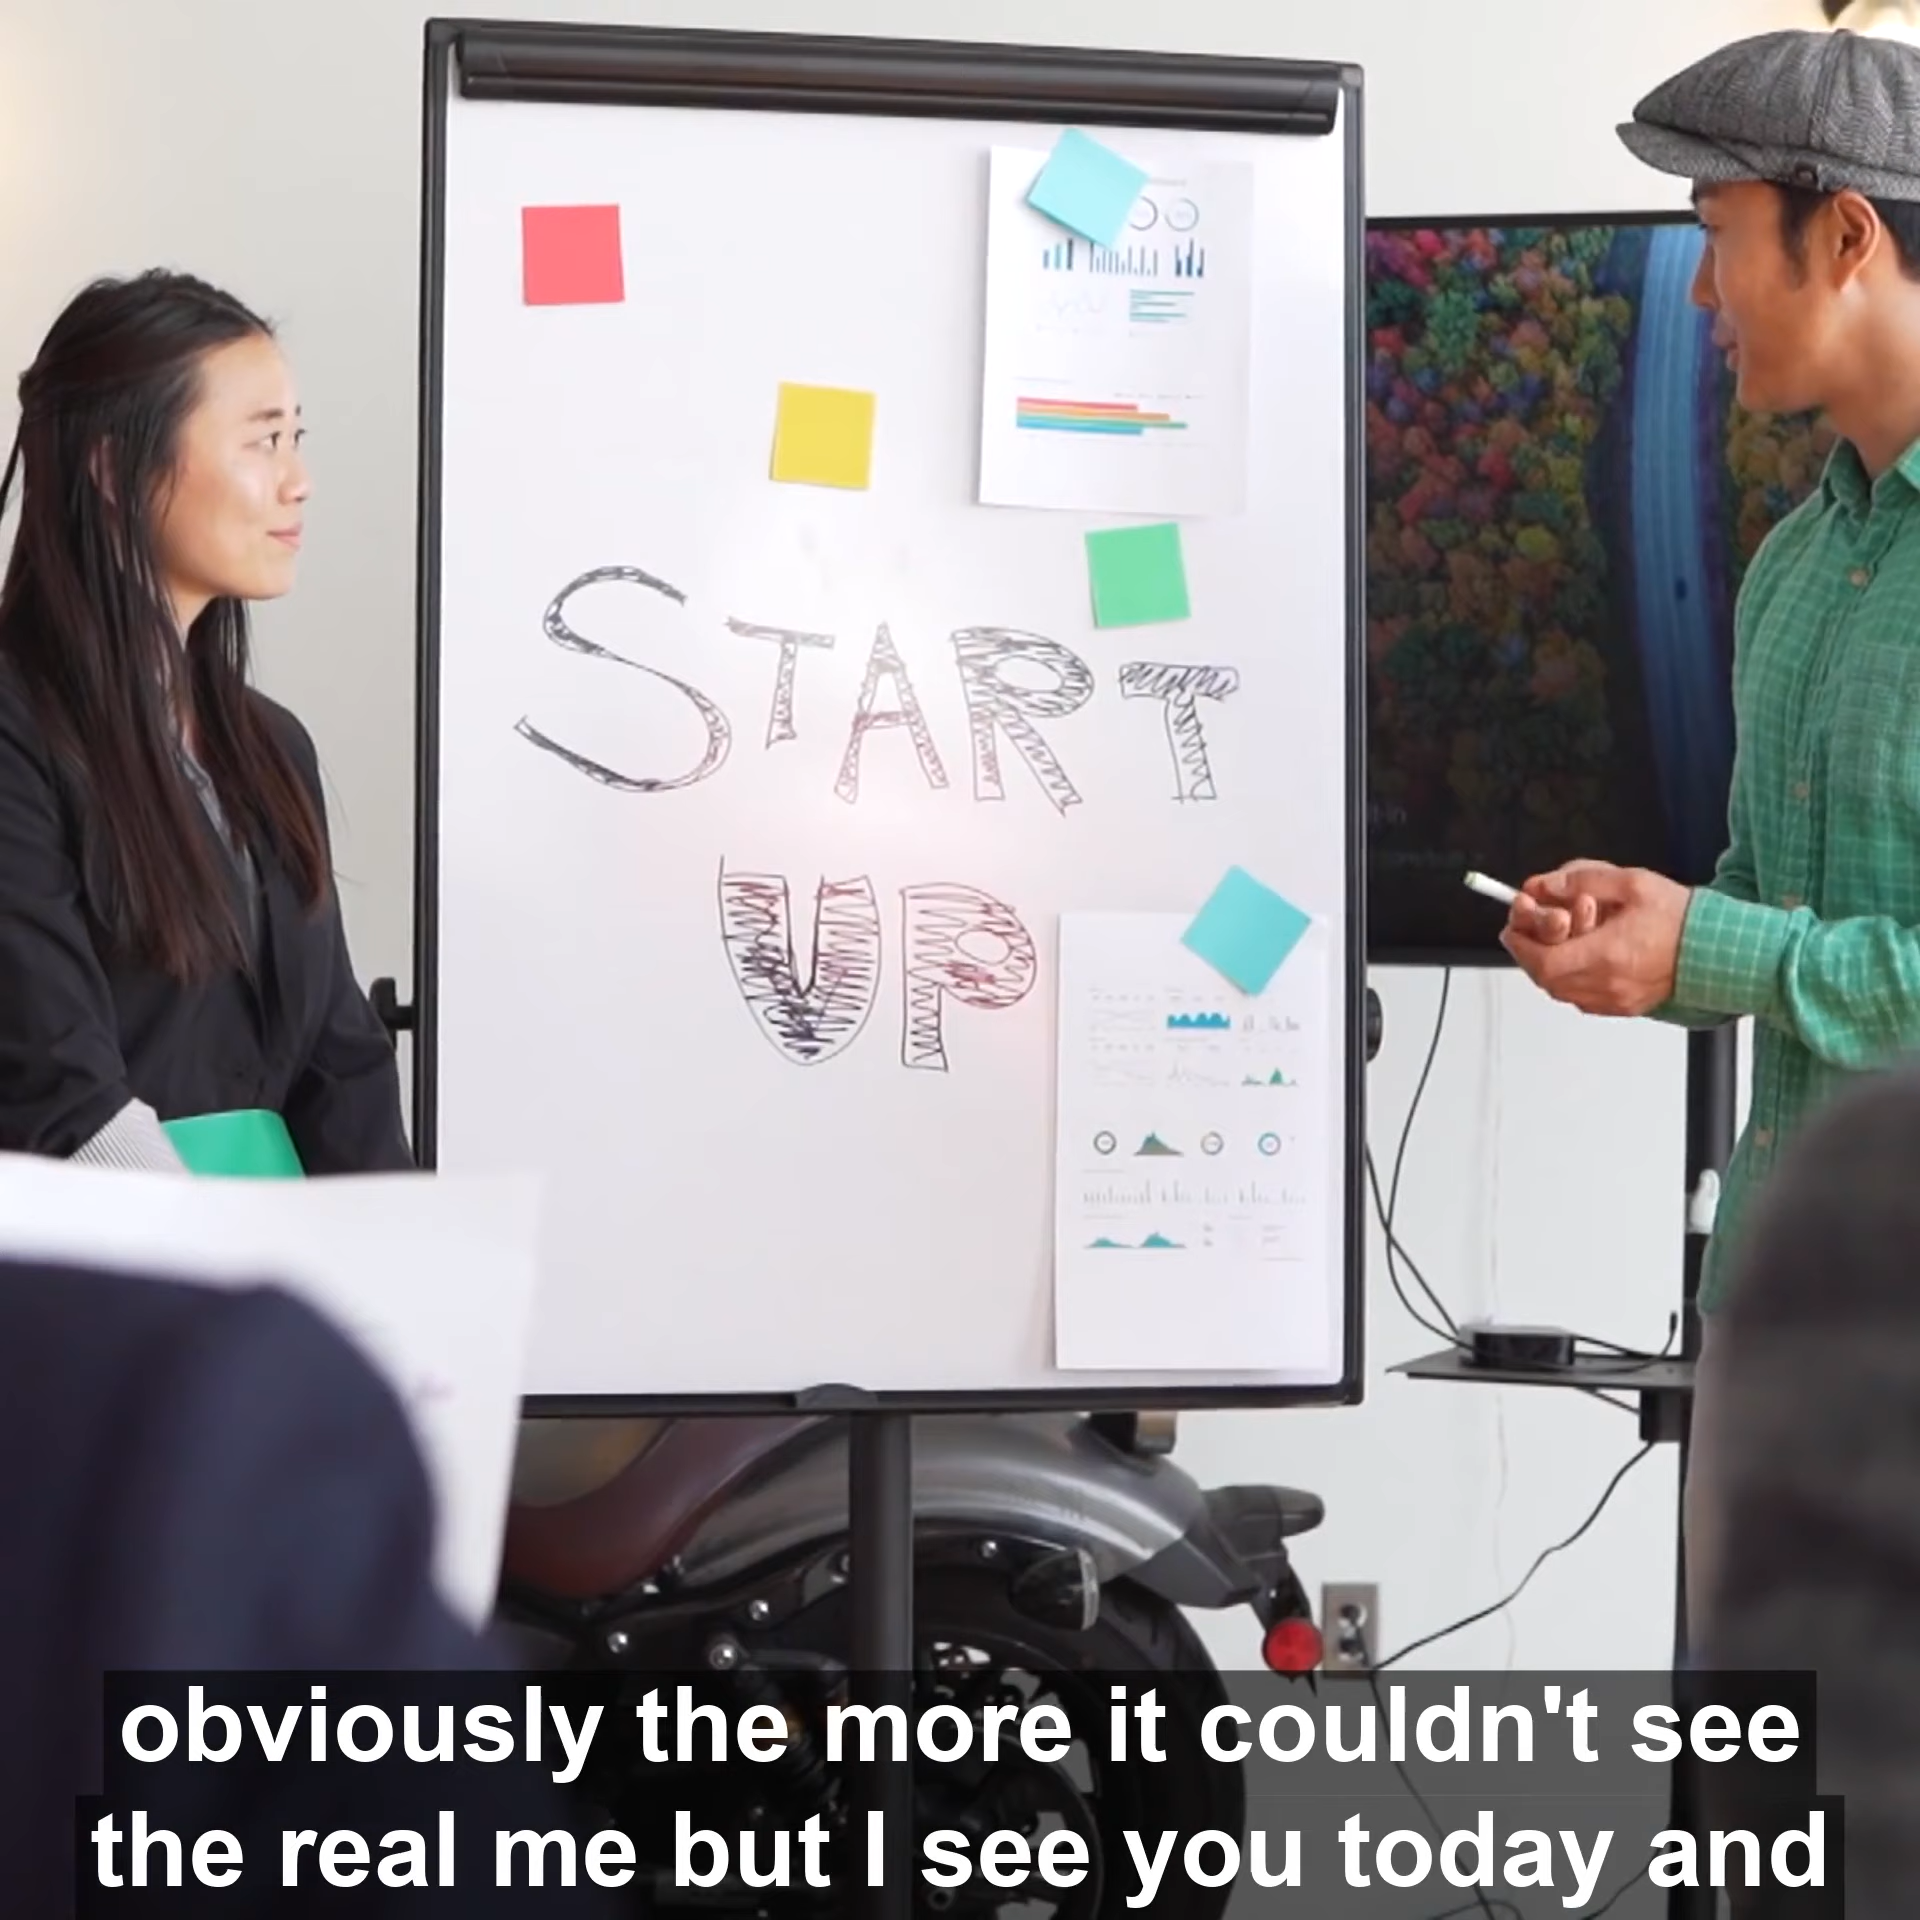 START
UP
obviously the more it couldn't see
the real me but I see you today and